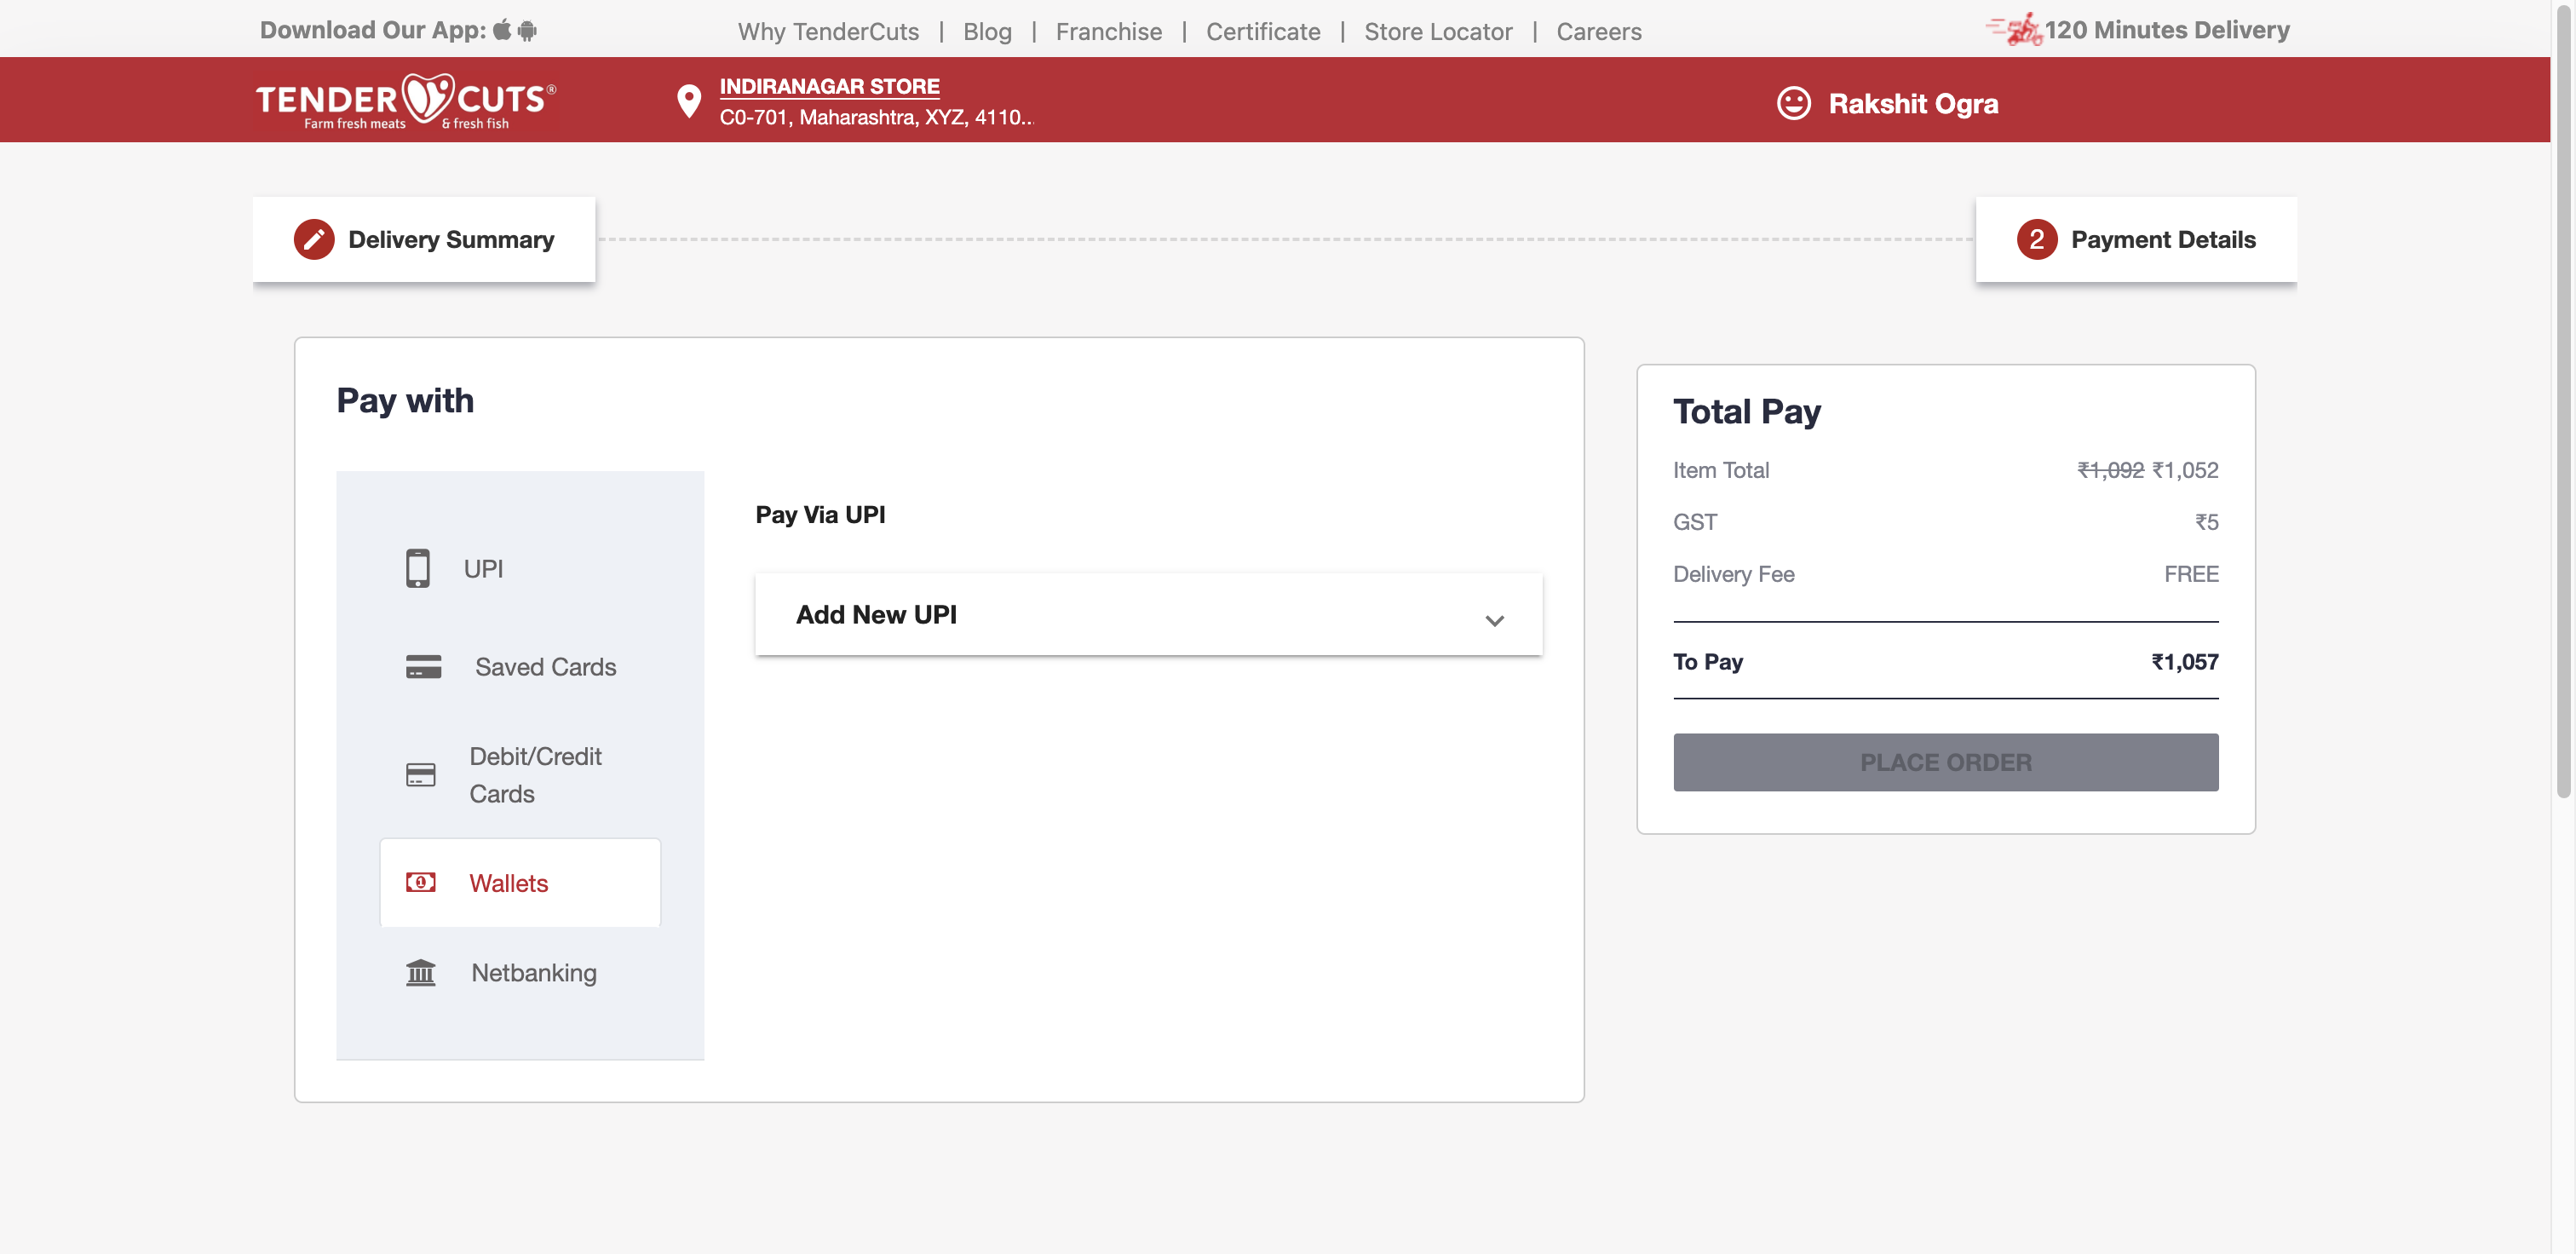 Download Our App:
Why TenderCuts | Blog | Franchise | Certificate | Store Locator | Careers
120 Minutes Delivery
TENDER CUTS®
Farm fresh meats & fresh fish
INDIRANAGAR STORE
C0-701, Maharashtra, XYZ, 4110...
Rakshit Ogra
Delivery Summary
2 Payment Details
Pay with
UPI
Saved Cards
Debit/Credit
Cards
Wallets
Netbanking
Pay Via UPI
Add New UPI
Total Pay
Item Total ₹1,092 ₹1,052
GST ₹5
Delivery Fee FREE
To Pay ₹1,057
PLACE ORDER